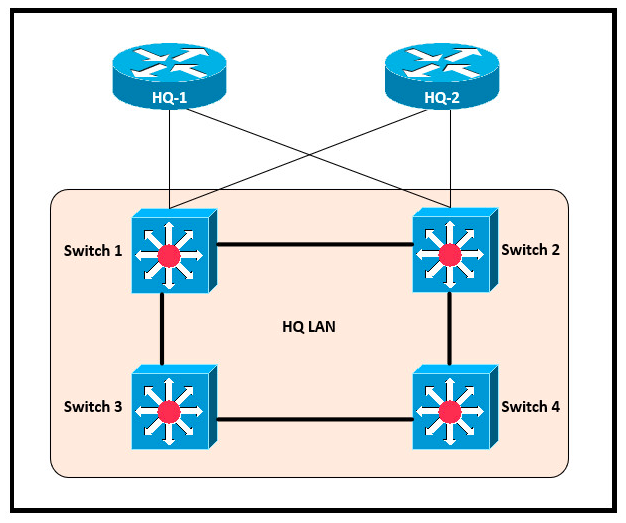 HQ-1
HQ-2
Switch 1
Switch 2
HQ LAN
Switch 3
Switch 4